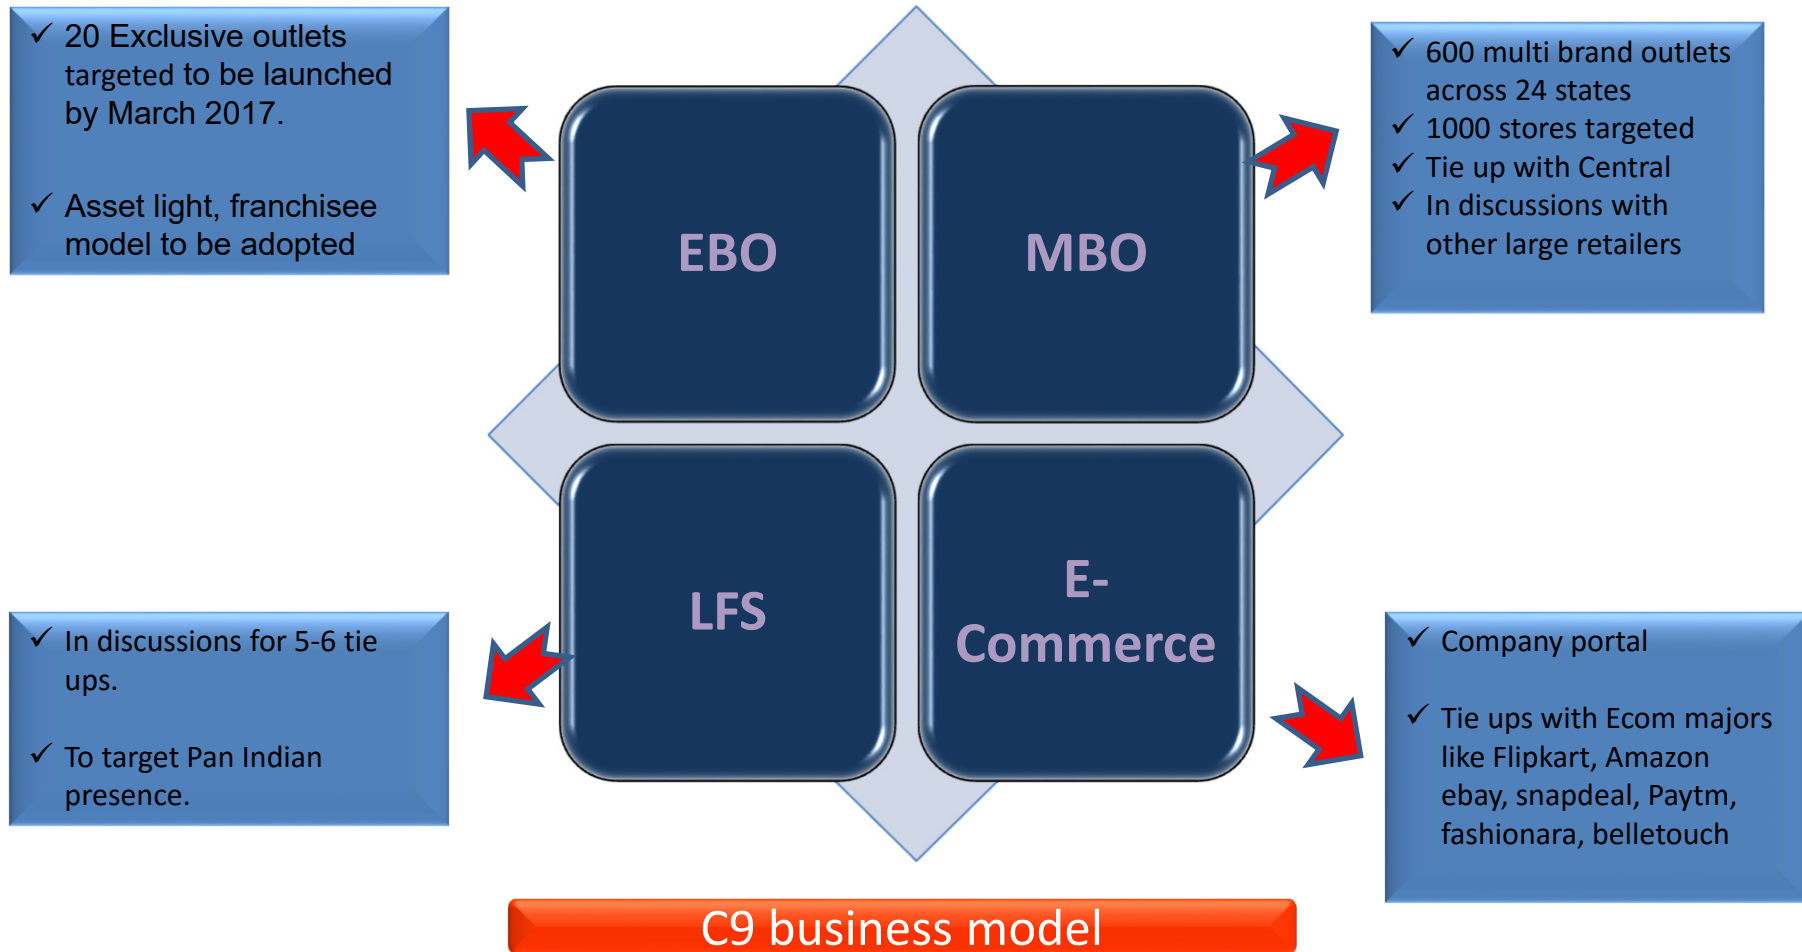 20 Exclusive outlets
targeted to be launched
by March 2017.
Asset light, franchisee
model to be adopted
EBO
MBO
600 multi brand outlets
across 24 states
1000 stores targeted
Tie up with Central
In discussions with
other large retailers
In discussions for 5-6 tie
ups.
To target Pan Indian
presence.
LFS
E-
Commerce
Company portal
Tie ups with Ecom majors
like Flipkart, Amazon
ebay, snapdeal, Paytm,
fashionara, belletouch
C9 business model